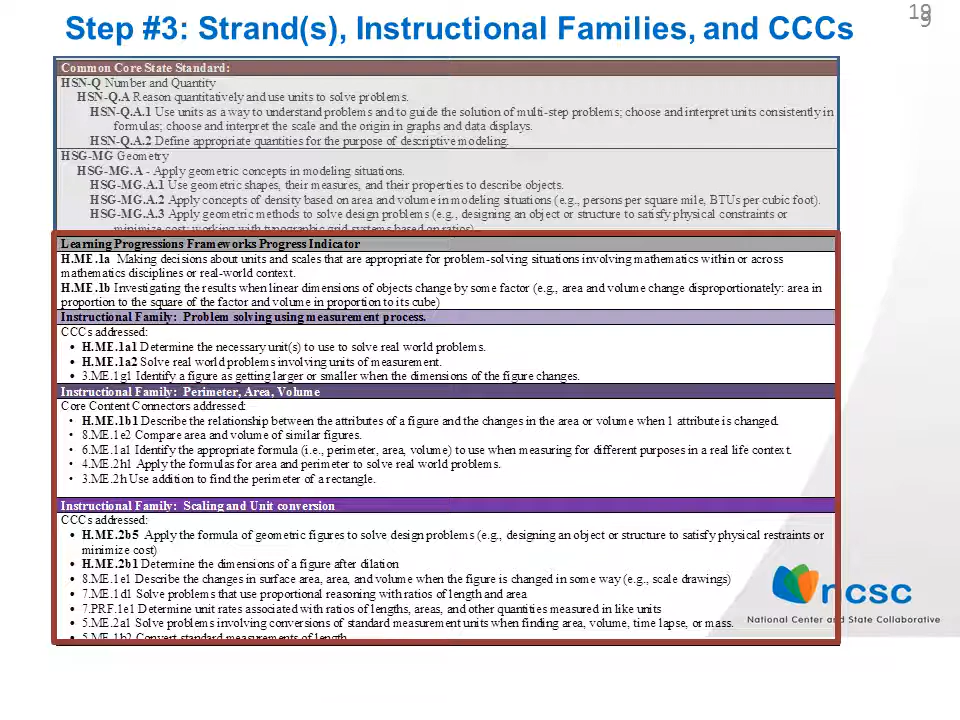 Step #3: Strand(s), Instructional Families, and CCCs
Common Core State Standard:
HSN-Q Number and Quantity
HSN-Q.A Reason quantitatively and use units to solve problems.
HSN-Q.A.1 Use units as a way to understand problems and to guide the solution of multi-step problems; choose and interpret units consistently in
formulas; choose and interpret the scale and the origin in graphs and data displays.
HSN-Q.A.2 Define appropriate quantities for the purpose of descriptive modeling.
HSG-MG Geometry
HSG-MG.A - Apply geometric concepts in modeling situations.
HSG-MG.A.1 Use geometric shapes, their measures, and their properties to describe objects.
HSG-MG.A.2 Apply concepts of density based on area and volume in modeling situations (e.g., persons per square mile, BTUs per cubic foot).
HSG-MG.A.3 Apply geometric methods to solve design problems (e.g., designing an object or structure to satisfy physical constraints or
minimize cost; working with typographic grid systems based on ratios)
Learning Progressions Frameworks Progress Indicator
H.ME.1a Making decisions about units and scales that are appropriate for problem-solving situations involving mathematics within or across
mathematics disciplines or real-world context.
H.ME.1b Investigating the results when linear dimensions of objects change by some factor (e.g., area and volume change disproportionately: area in
proportion to the square of the factor and volume in proportion to its cube)
Instructional Family: Problem solving using measurement process.
CCCs addressed:
• H.ME.1a1 Determine the necessary unit(s) to use to solve real world problems.
• H.ME.1a2 Solve real world problems involving units of measurement.
• 3.ME.1g1 Identify a figure as getting larger or smaller when the dimensions of the figure changes.
Instructional Family: Perimeter, Area, Volume
Core Content Connectors addressed:
• H.ME.1b1 Describe the relationship between the attributes of a figure and the changes in the area or volume when 1 attribute is changed.
• 8.ME.1e2 Compare area and volume of similar figures.
• 6.ME.1a1 Identify the appropriate formula (i.e., perimeter, area, volume) to use when measuring for different purposes in a real life context.
• 4.ME.2h1 Apply the formulas for area and perimeter to solve real world problems.
• 3.ME.2h Use addition to find the perimeter of a rectangle.
Instructional Family: Scaling and Unit conversion
CCCs addressed:
• H.ME.2b5 Apply the formula of geometric figures to solve design problems (e.g., designing an object or structure to satisfy physical restraints or
minimize cost)
• H.ME.2b1 Determine the dimensions of a figure after dilation
• 8.ME.1e1 Describe the changes in surface area, area, and volume when the figure is changed in some way (e.g., scale drawings)
• 7.ME.1d1 Solve problems that use proportional reasoning with ratios of length and area
• 7.PRF.1e1 Determine unit rates associated with ratios of lengths, areas, and other quantities measured in like units
• 5.ME.2a1 Solve problems involving conversions of standard measurement units when finding area, volume, time lapse, or mass.
• 5.ME.1b2 Convert standard measurements of length
ncsc
National Center and State Collaborative